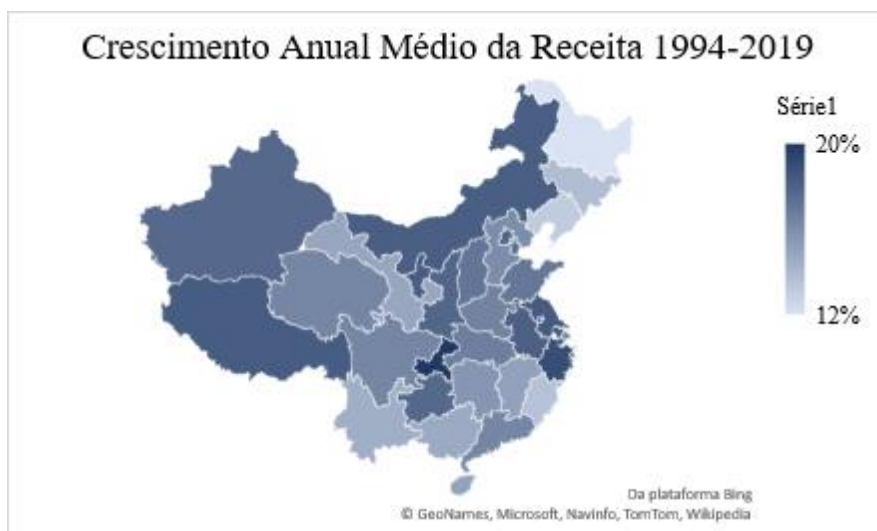 Crescimento Anual Médio da Receita 1994-2019
Série1
20%
12%
Da plataforma Bing
© GeoNames, Microsoft, Navinfo, TomTom, Wikipedia